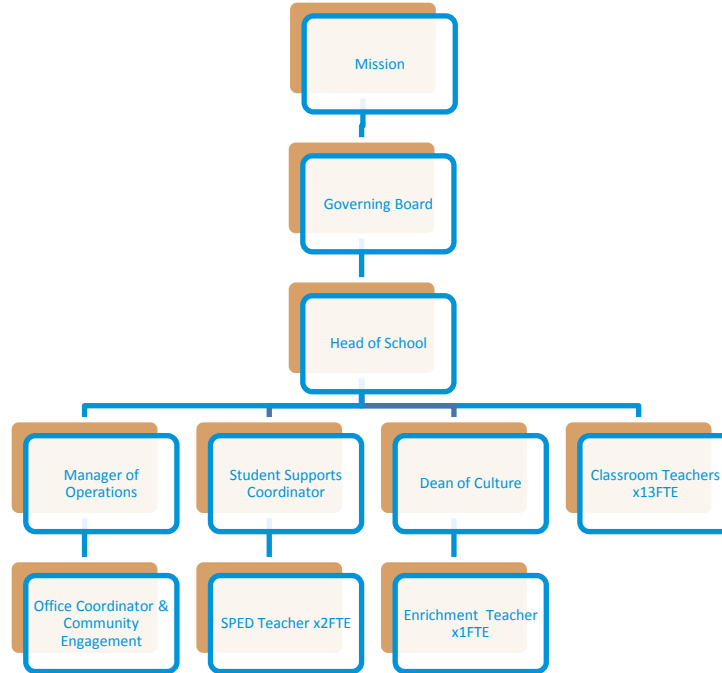 Mission
Governing Board
Head of School
Manager of
Operations
Student Supports
Coordinator
Dean of Culture
Classroom Teachers
x13FTE
Office Coordinator &
Community
Engagement
SPED Teacher x2FTE
Enrichment  Teacher
x1FTE